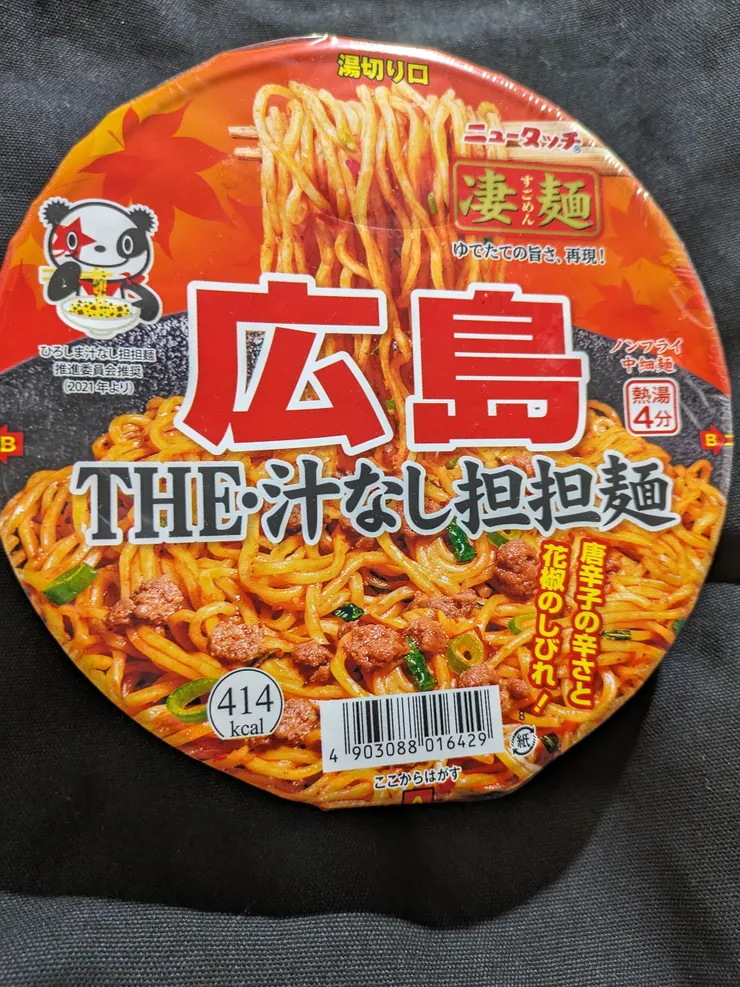 湯切り口
ニュータッチ®
凄麺
すごめん
ゆでたての旨さ、再現!
ひろしま汁なし担担麺
推進委員会推奨
(2021年より)
広島
ノンフライ
中細麺
熱湯
4分
B
B
THE・汁なし担担麺
唐辛子の辛さと
花椒のしびれ!
414
kcal
4 903088 016429
8
紙
ここからはがす
A